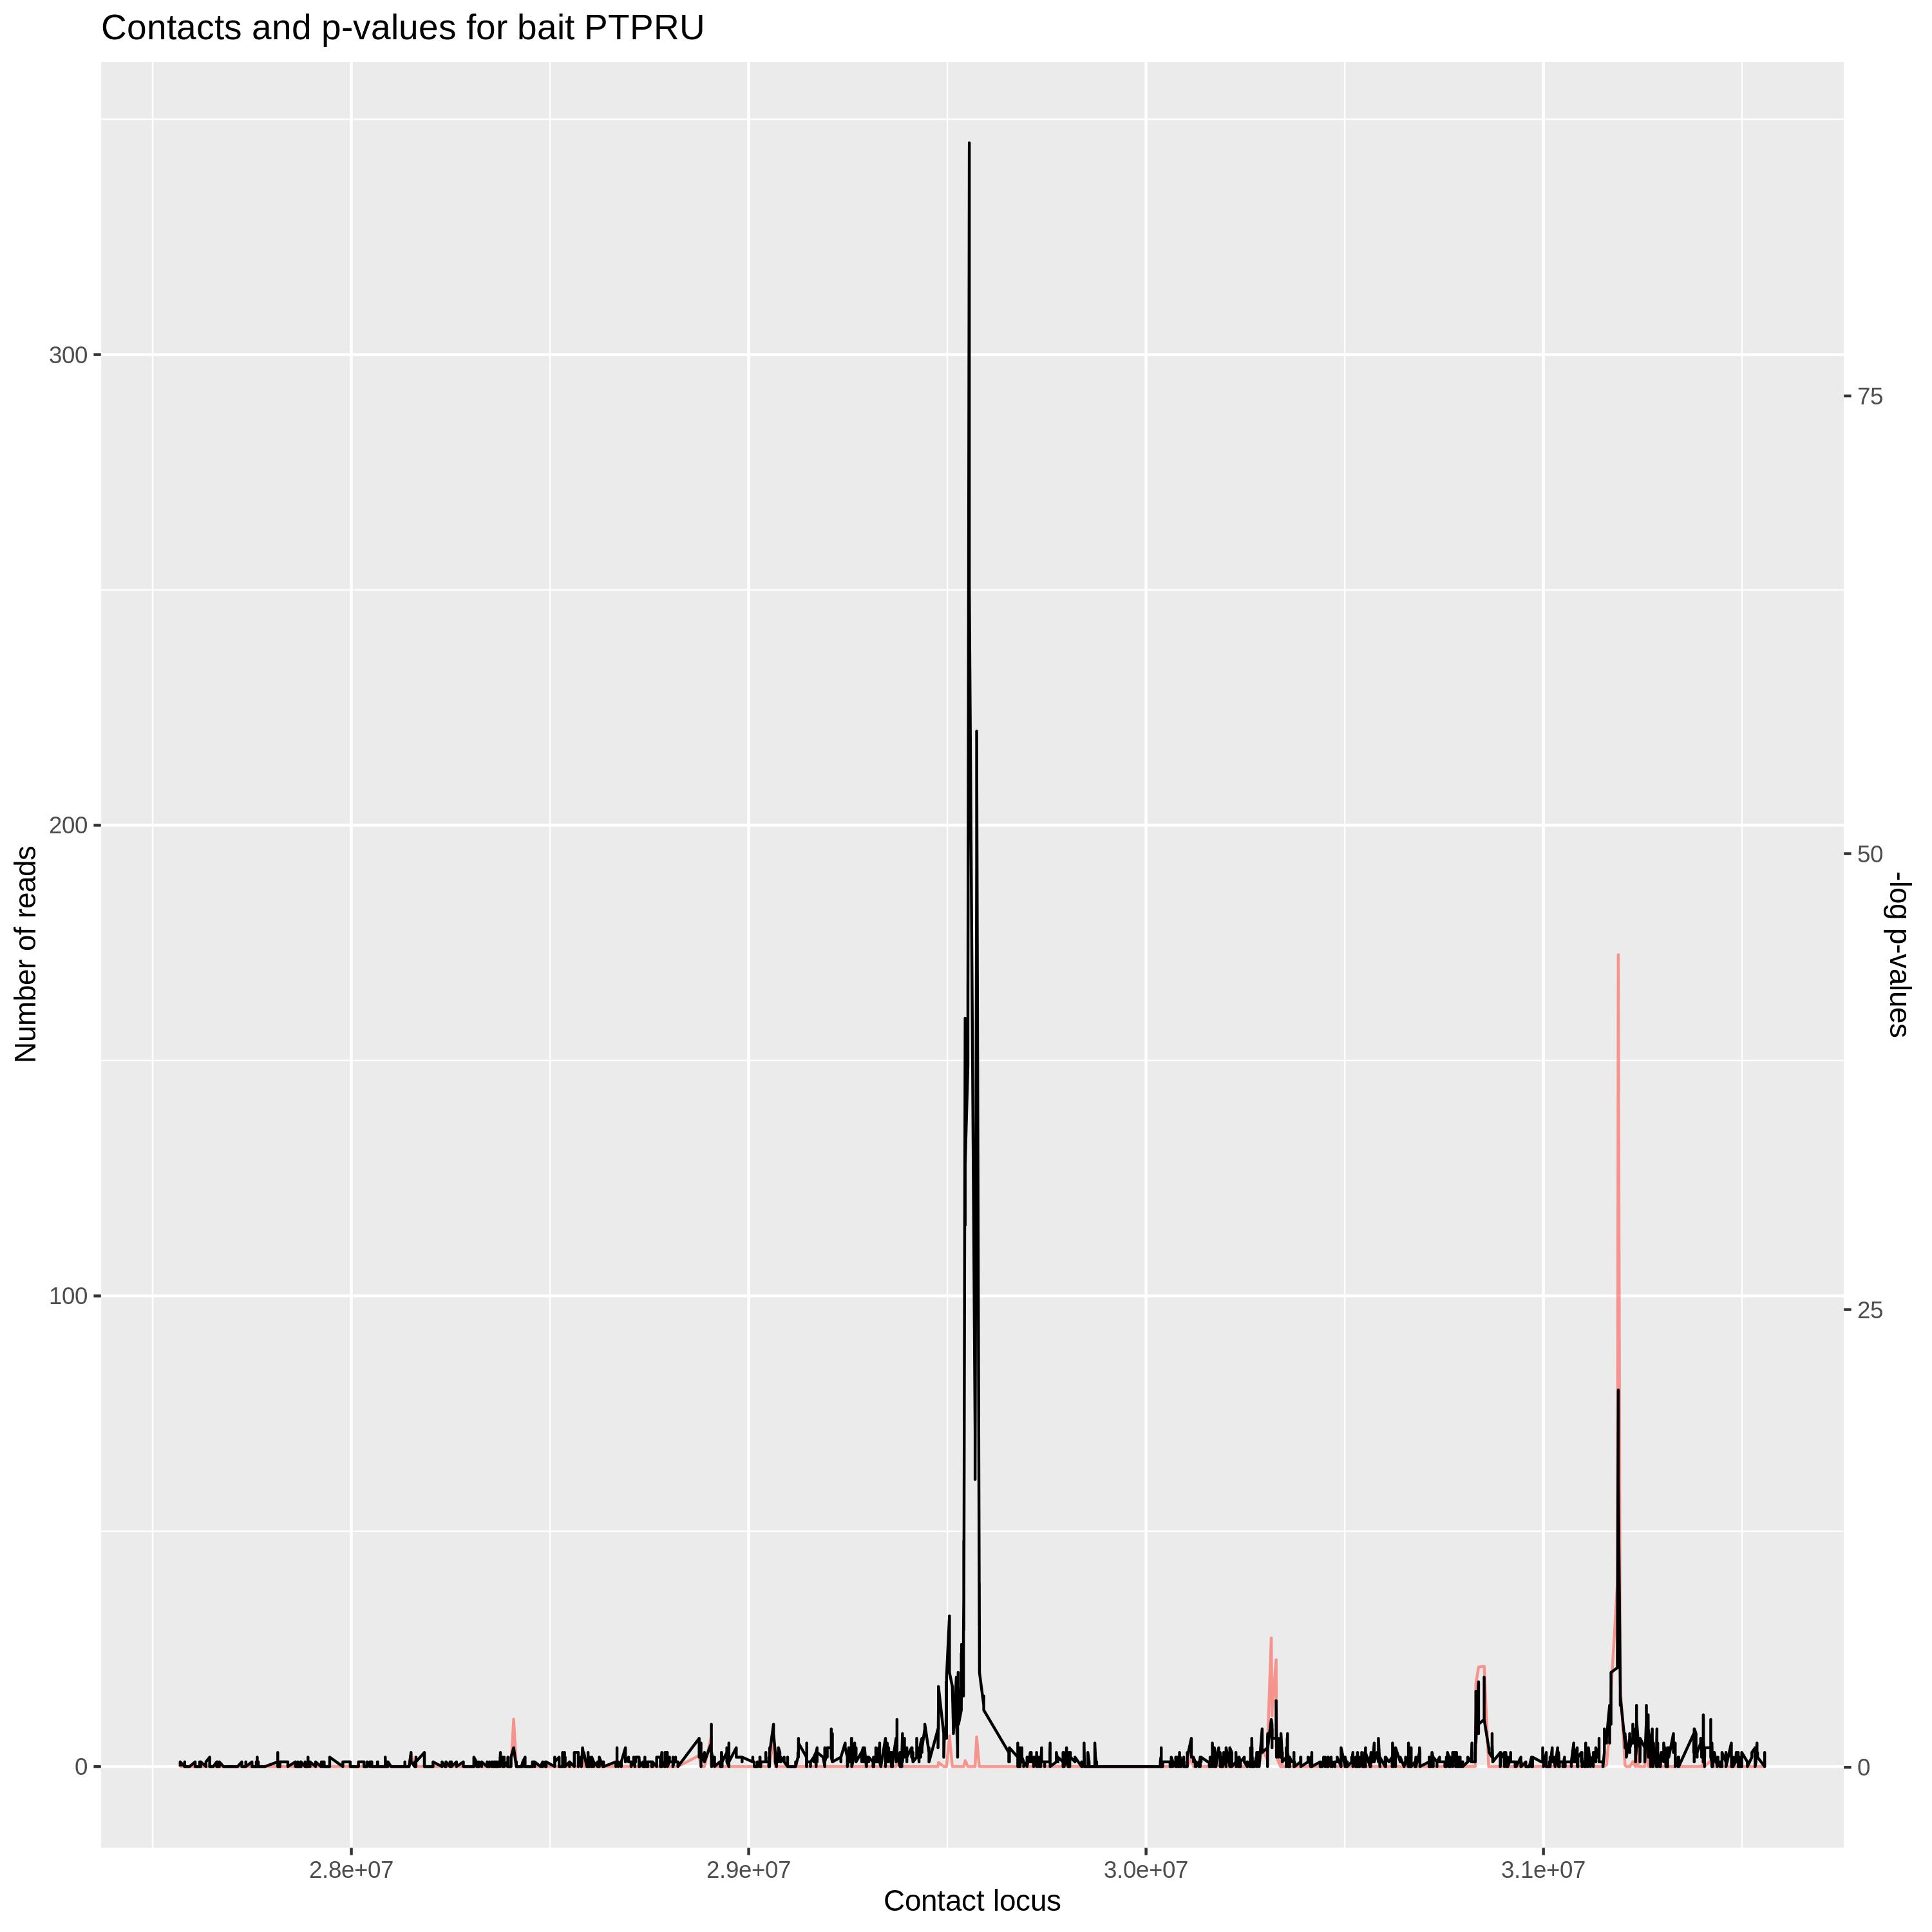 Contacts and p-values for bait PTPRU
300
200
100
0
75
50
25
0
Number of reads
-log p-values
2.8e+07
2.9e+07
3.0e+07
3.1e+07
Contact locus